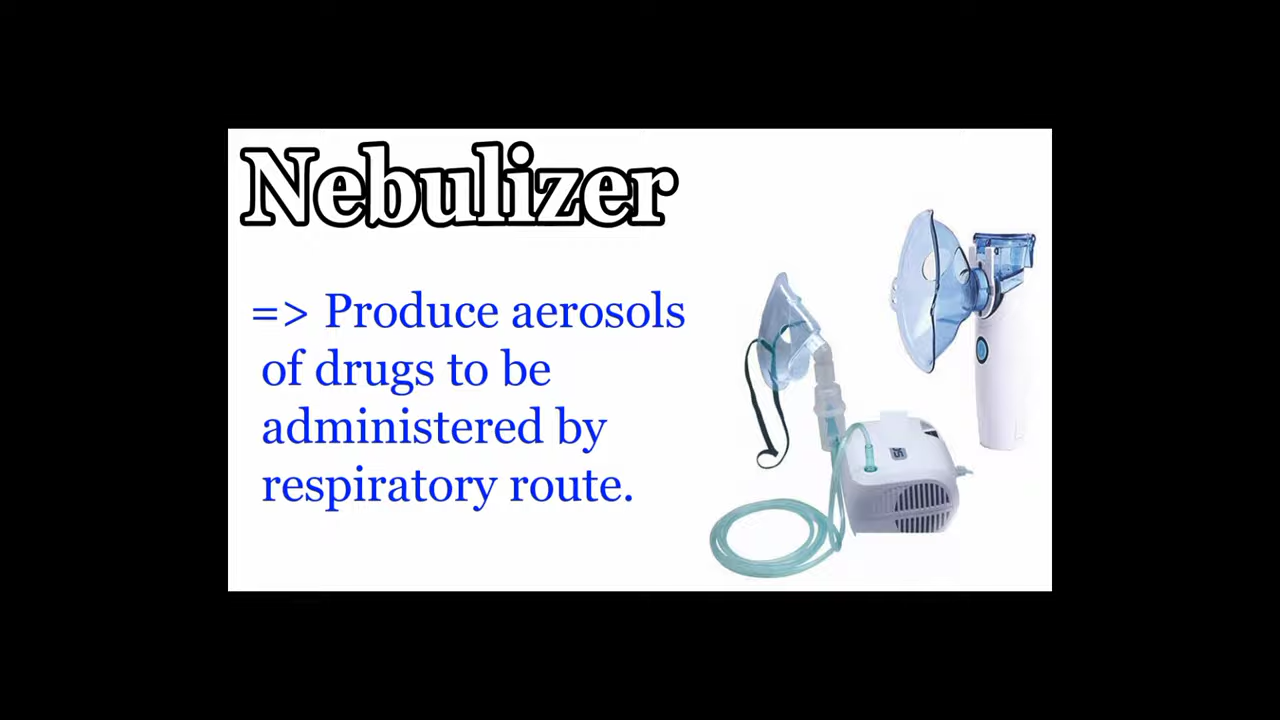 Nebulizer
=> Produce aerosols
of drugs to be
administered by
respiratory route.